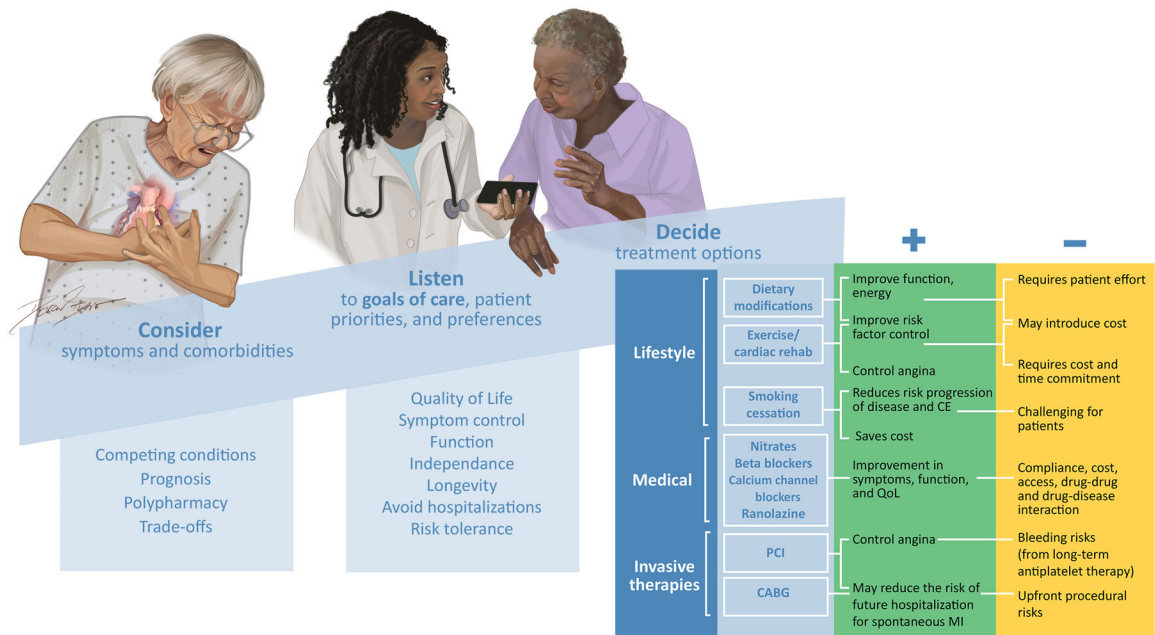 Consider
symptoms and comorbidities
Competing conditions
Prognosis
Polypharmacy
Trade-offs
Listen
to goals of care, patient
priorities, and preferences
Quality of Life
Symptom control
Function
Independance
Longevity
Avoid hospitalizations
Risk tolerance
Decide
treatment options
+
−
Lifestyle
Dietary
modifications
Exercise/
cardiac rehab
Smoking
cessation
Improve function,
energy
Improve risk
factor control
Control angina
Reduces risk progression
of disease and CE
Saves cost
Requires patient effort
May introduce cost
Requires cost and
time commitment
Challenging for
patients
Medical
Nitrates
Beta blockers
Calcium channel
blockers
Ranolazine
Improvement in
symptoms, function,
and QoL
Compliance, cost,
access, drug-drug
and drug-disease
interaction
Invasive
therapies
PCI
CABG
Control angina
May reduce the risk of
future hospitalization
for spontaneous MI
Bleeding risks
(from long-term
antiplatelet therapy)
Upfront procedural
risks